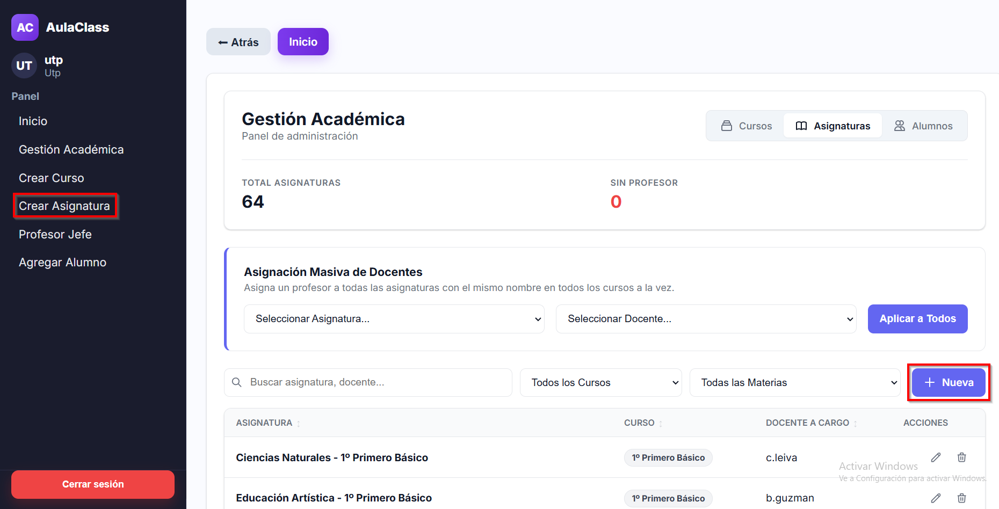 AC AulaClass
UT utp
Utp
Panel
Inicio
Gestión Académica
Crear Curso
Crear Asignatura
Profesor Jefe
Agregar Alumno
Cerrar sesión
Atrás Inicio
Gestión Académica
Panel de administración
Cursos Asignaturas Alumnos
TOTAL ASIGNATURAS SIN PROFESOR
64 0
Asignación Masiva de Docentes
Asigna un profesor a todas las asignaturas con el mismo nombre en todos los cursos a la vez.
Seleccionar Asignatura... Seleccionar Docente... Aplicar a Todos
Buscar asignatura, docente... Todos los Cursos Todas las Materias + Nueva
ASIGNATURA CURSO DOCENTE A CARGO ACCIONES
Ciencias Naturales - 1º Primero Básico 1º Primero Básico c.leiva
Educación Artística - 1º Primero Básico 1º Primero Básico b.guzman
Activar Windows
Ve a Configuración para activar Windows.